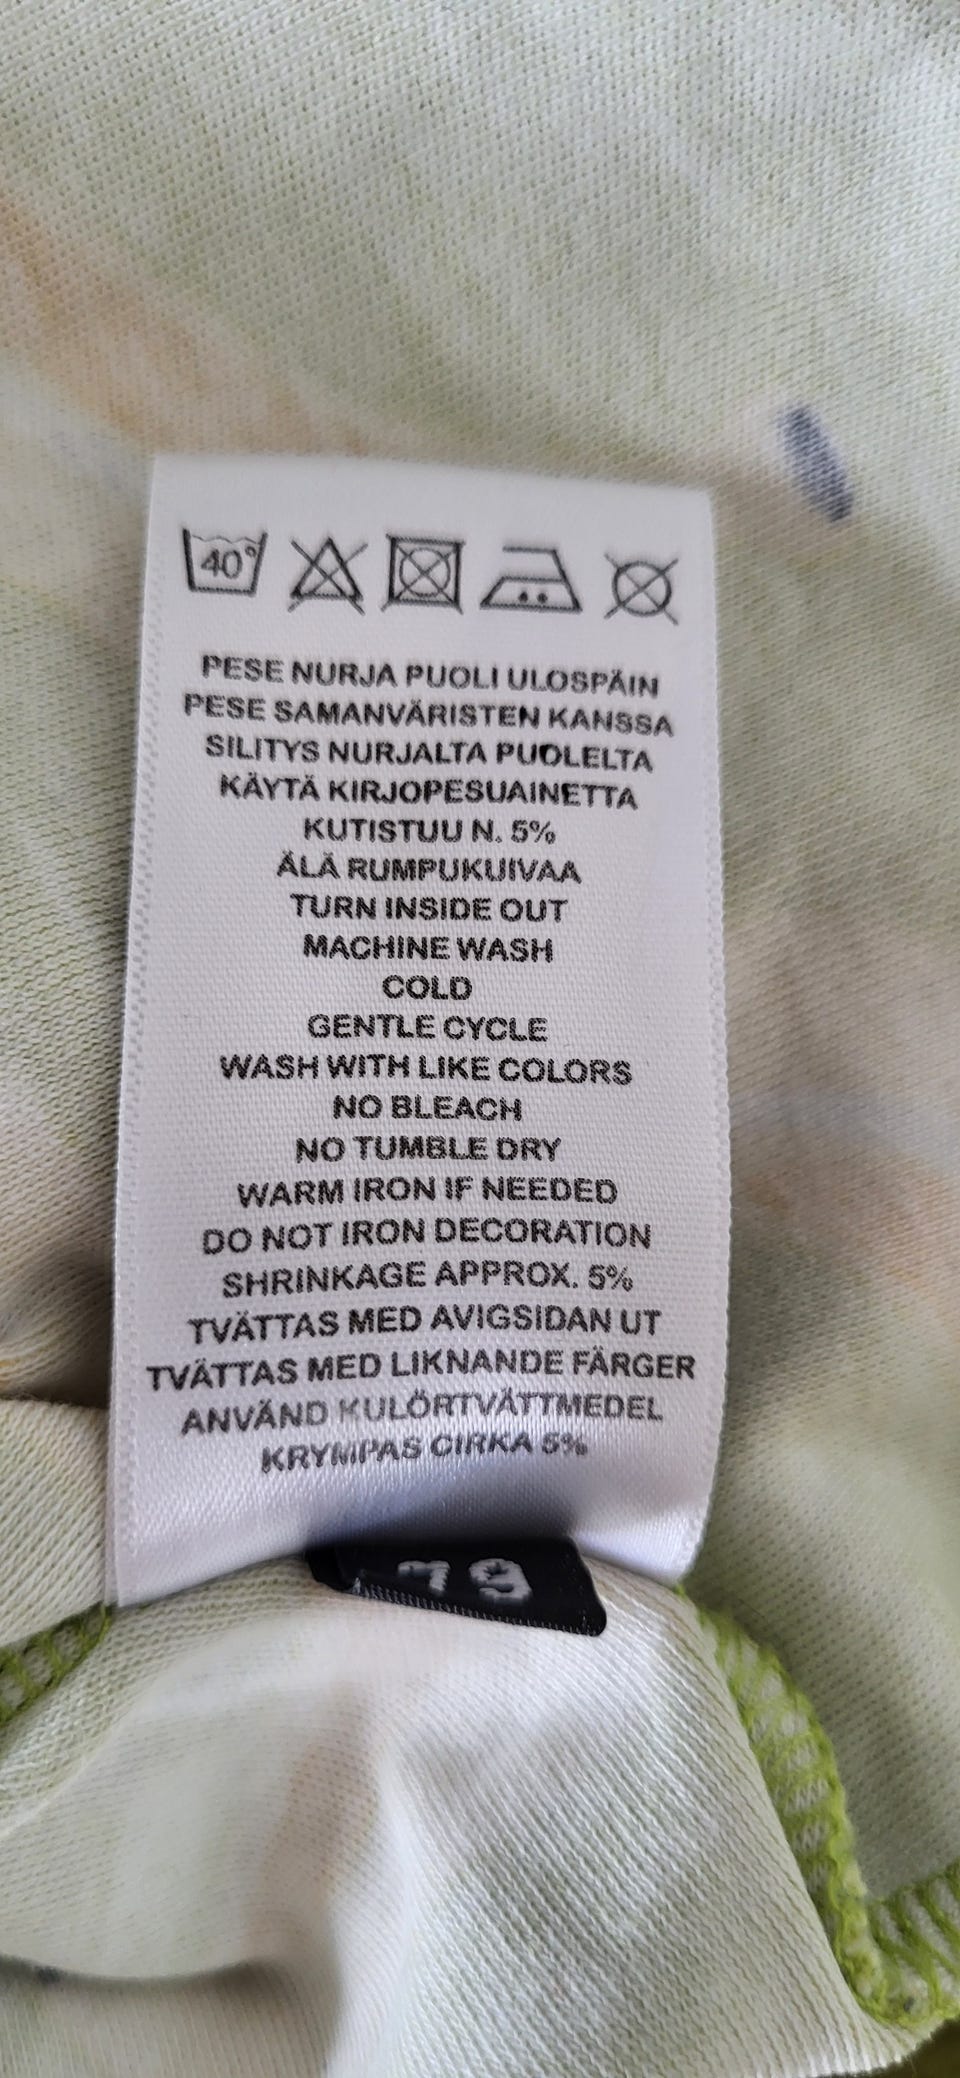 40°
PESE NURJA PUOLI ULOSPÄIN
PESE SAMANVÄRISTEN KANSSA
SILITYS NURJALTA PUOLELTA
KÄYTÄ KIRJOPESUAINETTA
KUTISTUU N. 5%
ÄLÄ RUMPUKUIVAA
TURN INSIDE OUT
MACHINE WASH
COLD
GENTLE CYCLE
WASH WITH LIKE COLORS
NO BLEACH
NO TUMBLE DRY
WARM IRON IF NEEDED
DO NOT IRON DECORATION
SHRINKAGE APPROX. 5%
TVÄTTAS MED AVIGSIDAN UT
TVÄTTAS MED LIKNANDE FÄRGER
ANVÄND KULÖRTVÄTTMEDEL
KRYMPAS CIRKA 5%